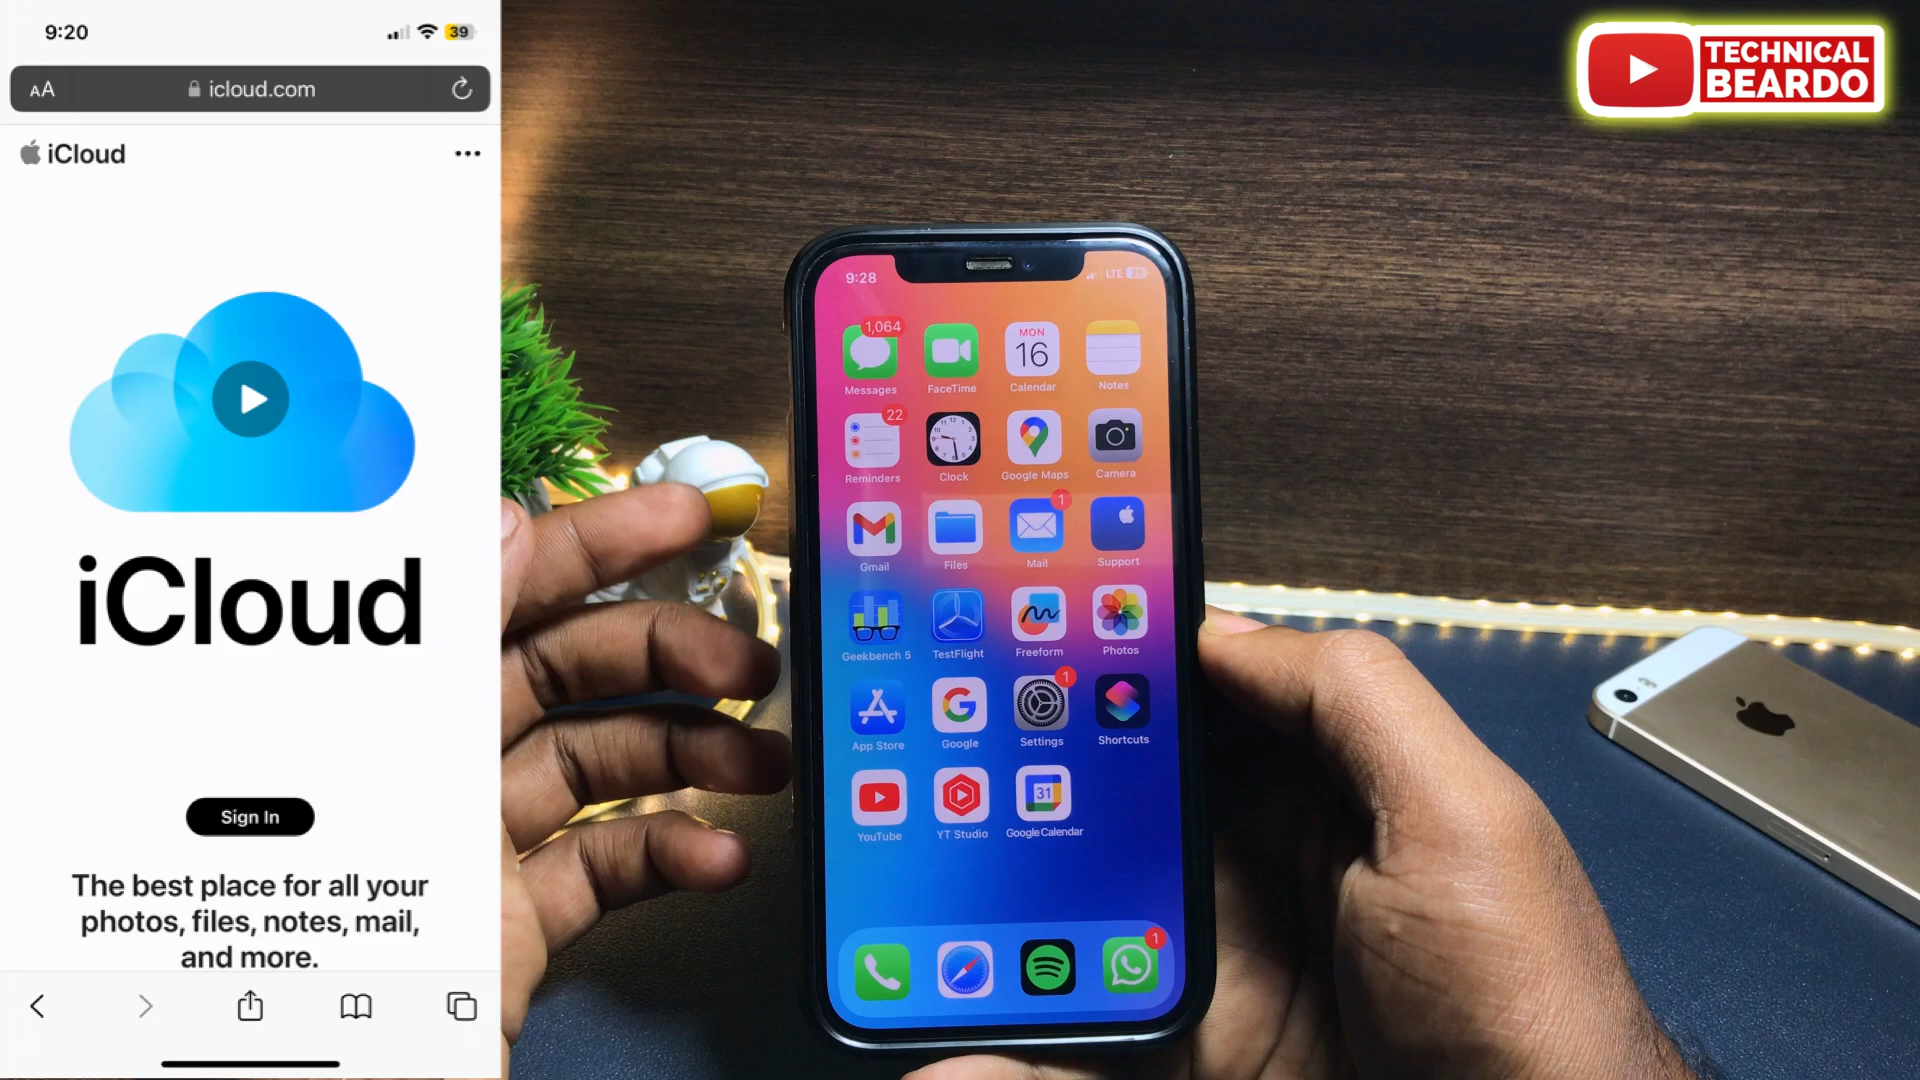 9:20
39
AA
icloud.com
iCloud
iCloud
Sign In
The best place for all your
photos, files, notes, mail,
and more.
TECHNICAL
BEARDO
9:28
LTE 21
1,064
MON
16
Messages
FaceTime
Calendar
Notes
22
Reminders
Clock
Google Maps
Camera
1
Gmail
Files
Mail
Support
Geekbench 5
TestFlight
Freeform
Photos
1
App Store
Google
Settings
Shortcuts
31
YouTube
YT Studio
Google Calendar
1